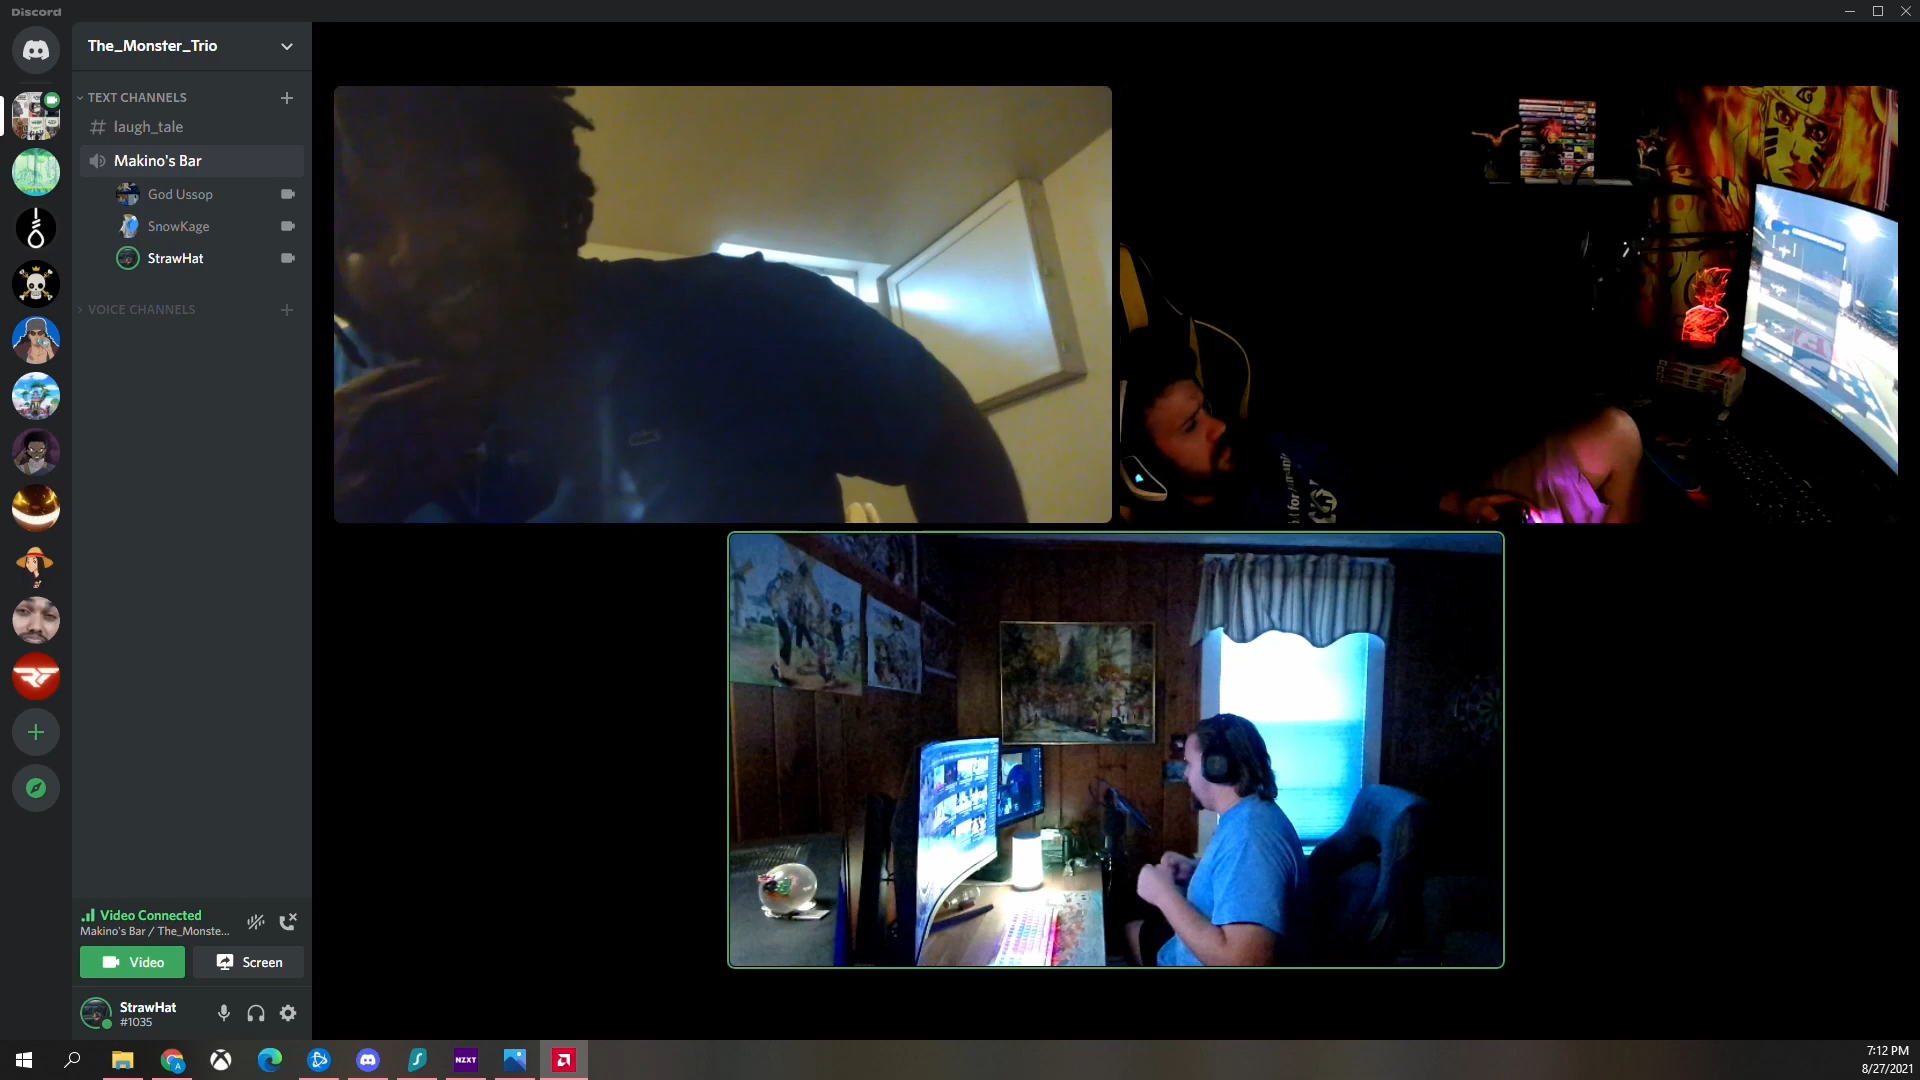 Discord
The_Monster_Trio
TEXT CHANNELS
laugh_tale
Makino's Bar
God Ussop
SnowKage
StrawHat
VOICE CHANNELS
Video Connected
Makino's Bar / The_Monste...
Video
Screen
StrawHat
#1035
NZXT
7:12 PM
8/27/2021